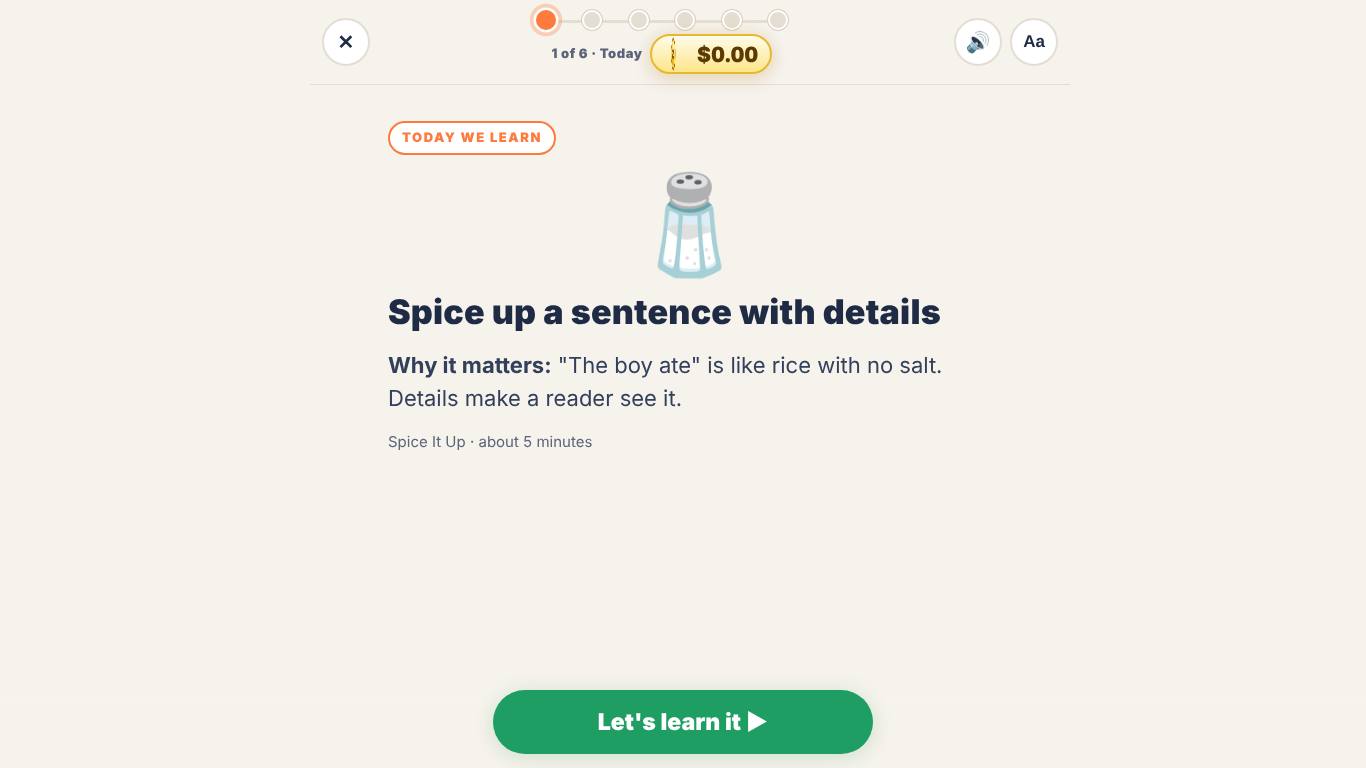 ✕
1 of 6 · Today
$0.00
Aa
TODAY WE LEARN
Spice up a sentence with details
Why it matters: "The boy ate" is like rice with no salt.
Details make a reader see it.
Spice It Up · about 5 minutes
Let's learn it ▶